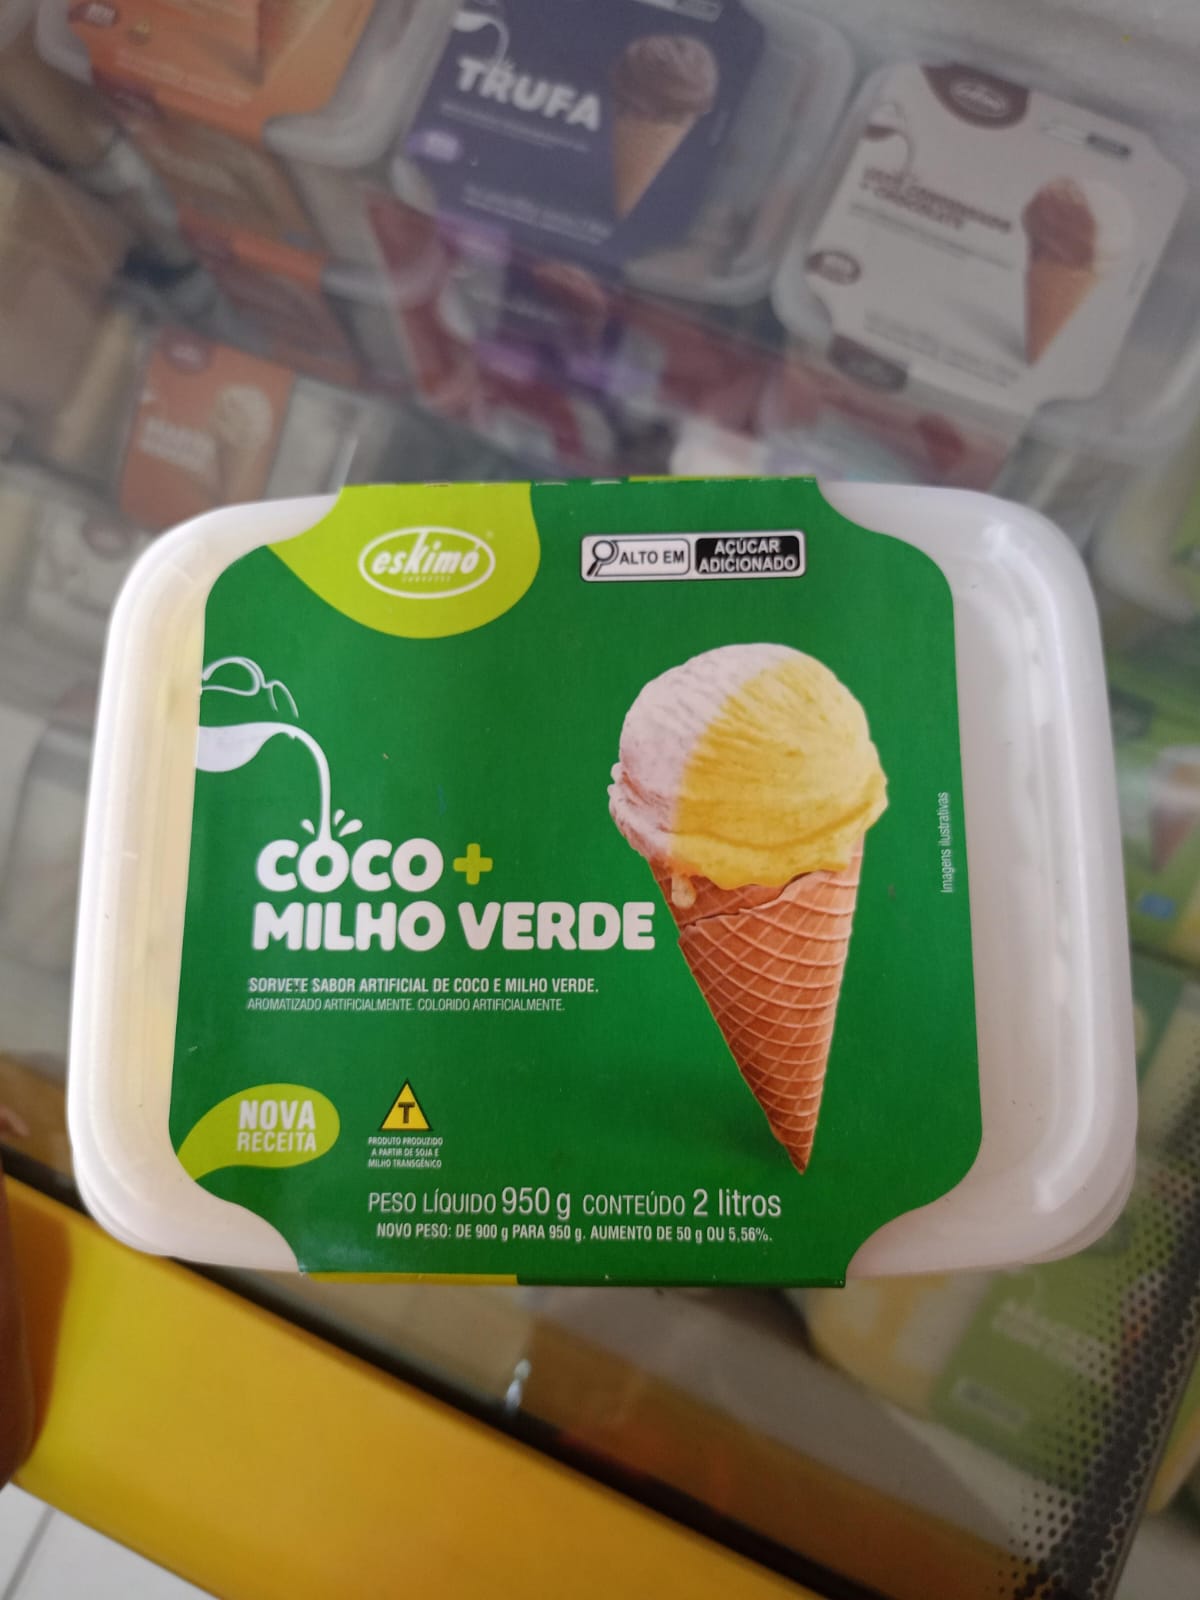 TRUFA
eskimo
eskimó
SORVETES
ALTO EM
AÇÚCAR
ADICIONADO
COCO +
MILHO VERDE
SORVETE SABOR ARTIFICIAL DE COCO E MILHO VERDE.
AROMATIZADO ARTIFICIALMENTE. COLORIDO ARTIFICIALMENTE.
Imagens ilustrativas
NOVA
RECEITA
T
PRODUTO PRODUZIDO
A PARTIR DE SOJA E
MILHO TRANSGÊNICO
PESO LÍQUIDO 950 g CONTEÚDO 2 litros
NOVO PESO: DE 900 g PARA 950 g. AUMENTO DE 50 g OU 5,56%.